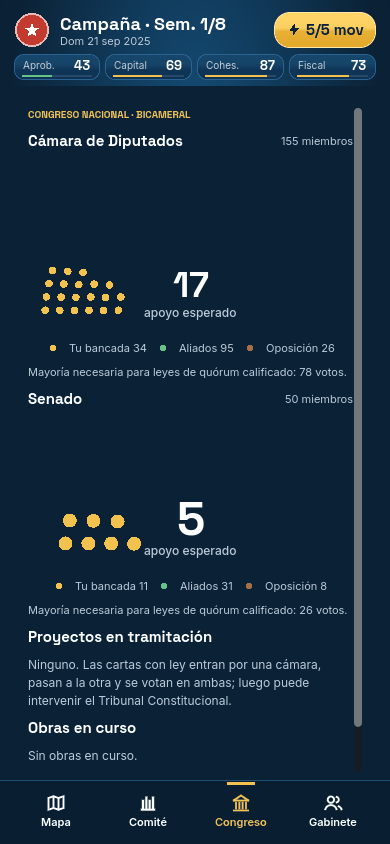 Campaña · Sem. 1/8
Dom 21 sep 2025
5/5 mov
Aprob. 43
Capital 69
Cohes. 87
Fiscal 73
CONGRESO NACIONAL · BICAMERAL
Cámara de Diputados
155 miembros
17
apoyo esperado
Tu bancada 34 Aliados 95 Oposición 26
Mayoría necesaria para leyes de quórum calificado: 78 votos.
Senado
50 miembros
5
apoyo esperado
Tu bancada 11 Aliados 31 Oposición 8
Mayoría necesaria para leyes de quórum calificado: 26 votos.
Proyectos en tramitación
Ninguno. Las cartas con ley entran por una cámara,
pasan a la otra y se votan en ambas; luego puede
intervenir el Tribunal Constitucional.
Obras en curso
Sin obras en curso.
Mapa
Comité
Congreso
Gabinete